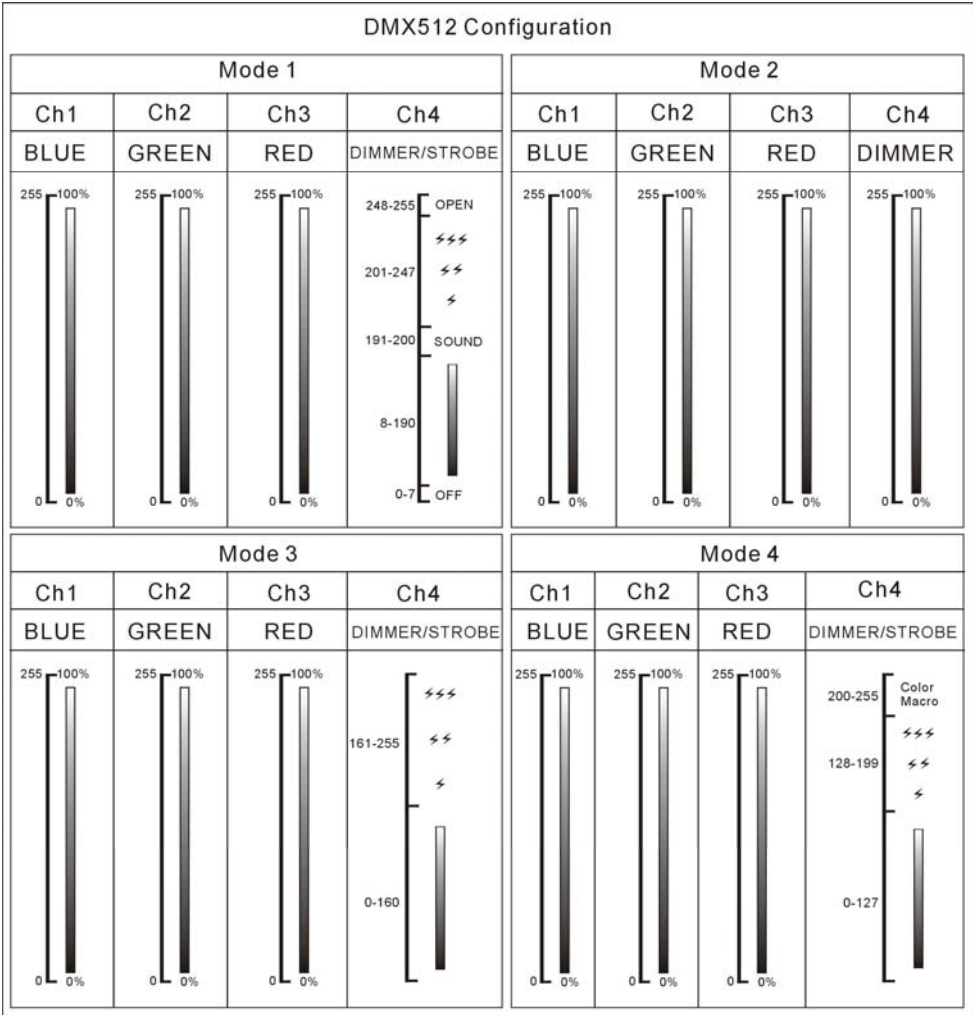 DMX512 Configuration
Mode 1
Ch1 Ch2 Ch3 Ch4
BLUE GREEN RED DIMMER/STROBE
255 100% 255 100% 255 100% 248-255 OPEN
201-247
191-200 SOUND
8-190
0-7 OFF
0 0% 0 0% 0 0%
Mode 2
Ch1 Ch2 Ch3 Ch4
BLUE GREEN RED DIMMER
255 100% 255 100% 255 100% 255 100%
0 0% 0 0% 0 0% 0 0%
Mode 3
Ch1 Ch2 Ch3 Ch4
BLUE GREEN RED DIMMER/STROBE
255 100% 255 100% 255 100%
161-255
0-160
0 0% 0 0% 0 0%
Mode 4
Ch1 Ch2 Ch3 Ch4
BLUE GREEN RED DIMMER/STROBE
255 100% 255 100% 255 100%
200-255 Color
Macro
128-199
0-127
0 0% 0 0% 0 0%